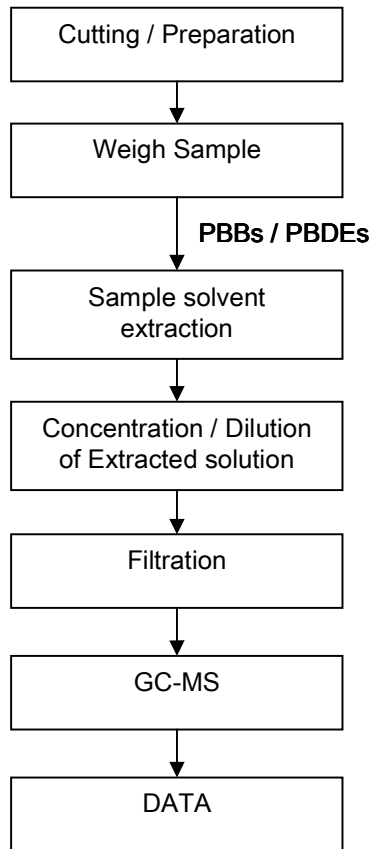 Cutting / Preparation
Weigh Sample
PBBs / PBDEs
Sample solvent
extraction
Concentration / Dilution
of Extracted solution
Filtration
GC-MS
DATA